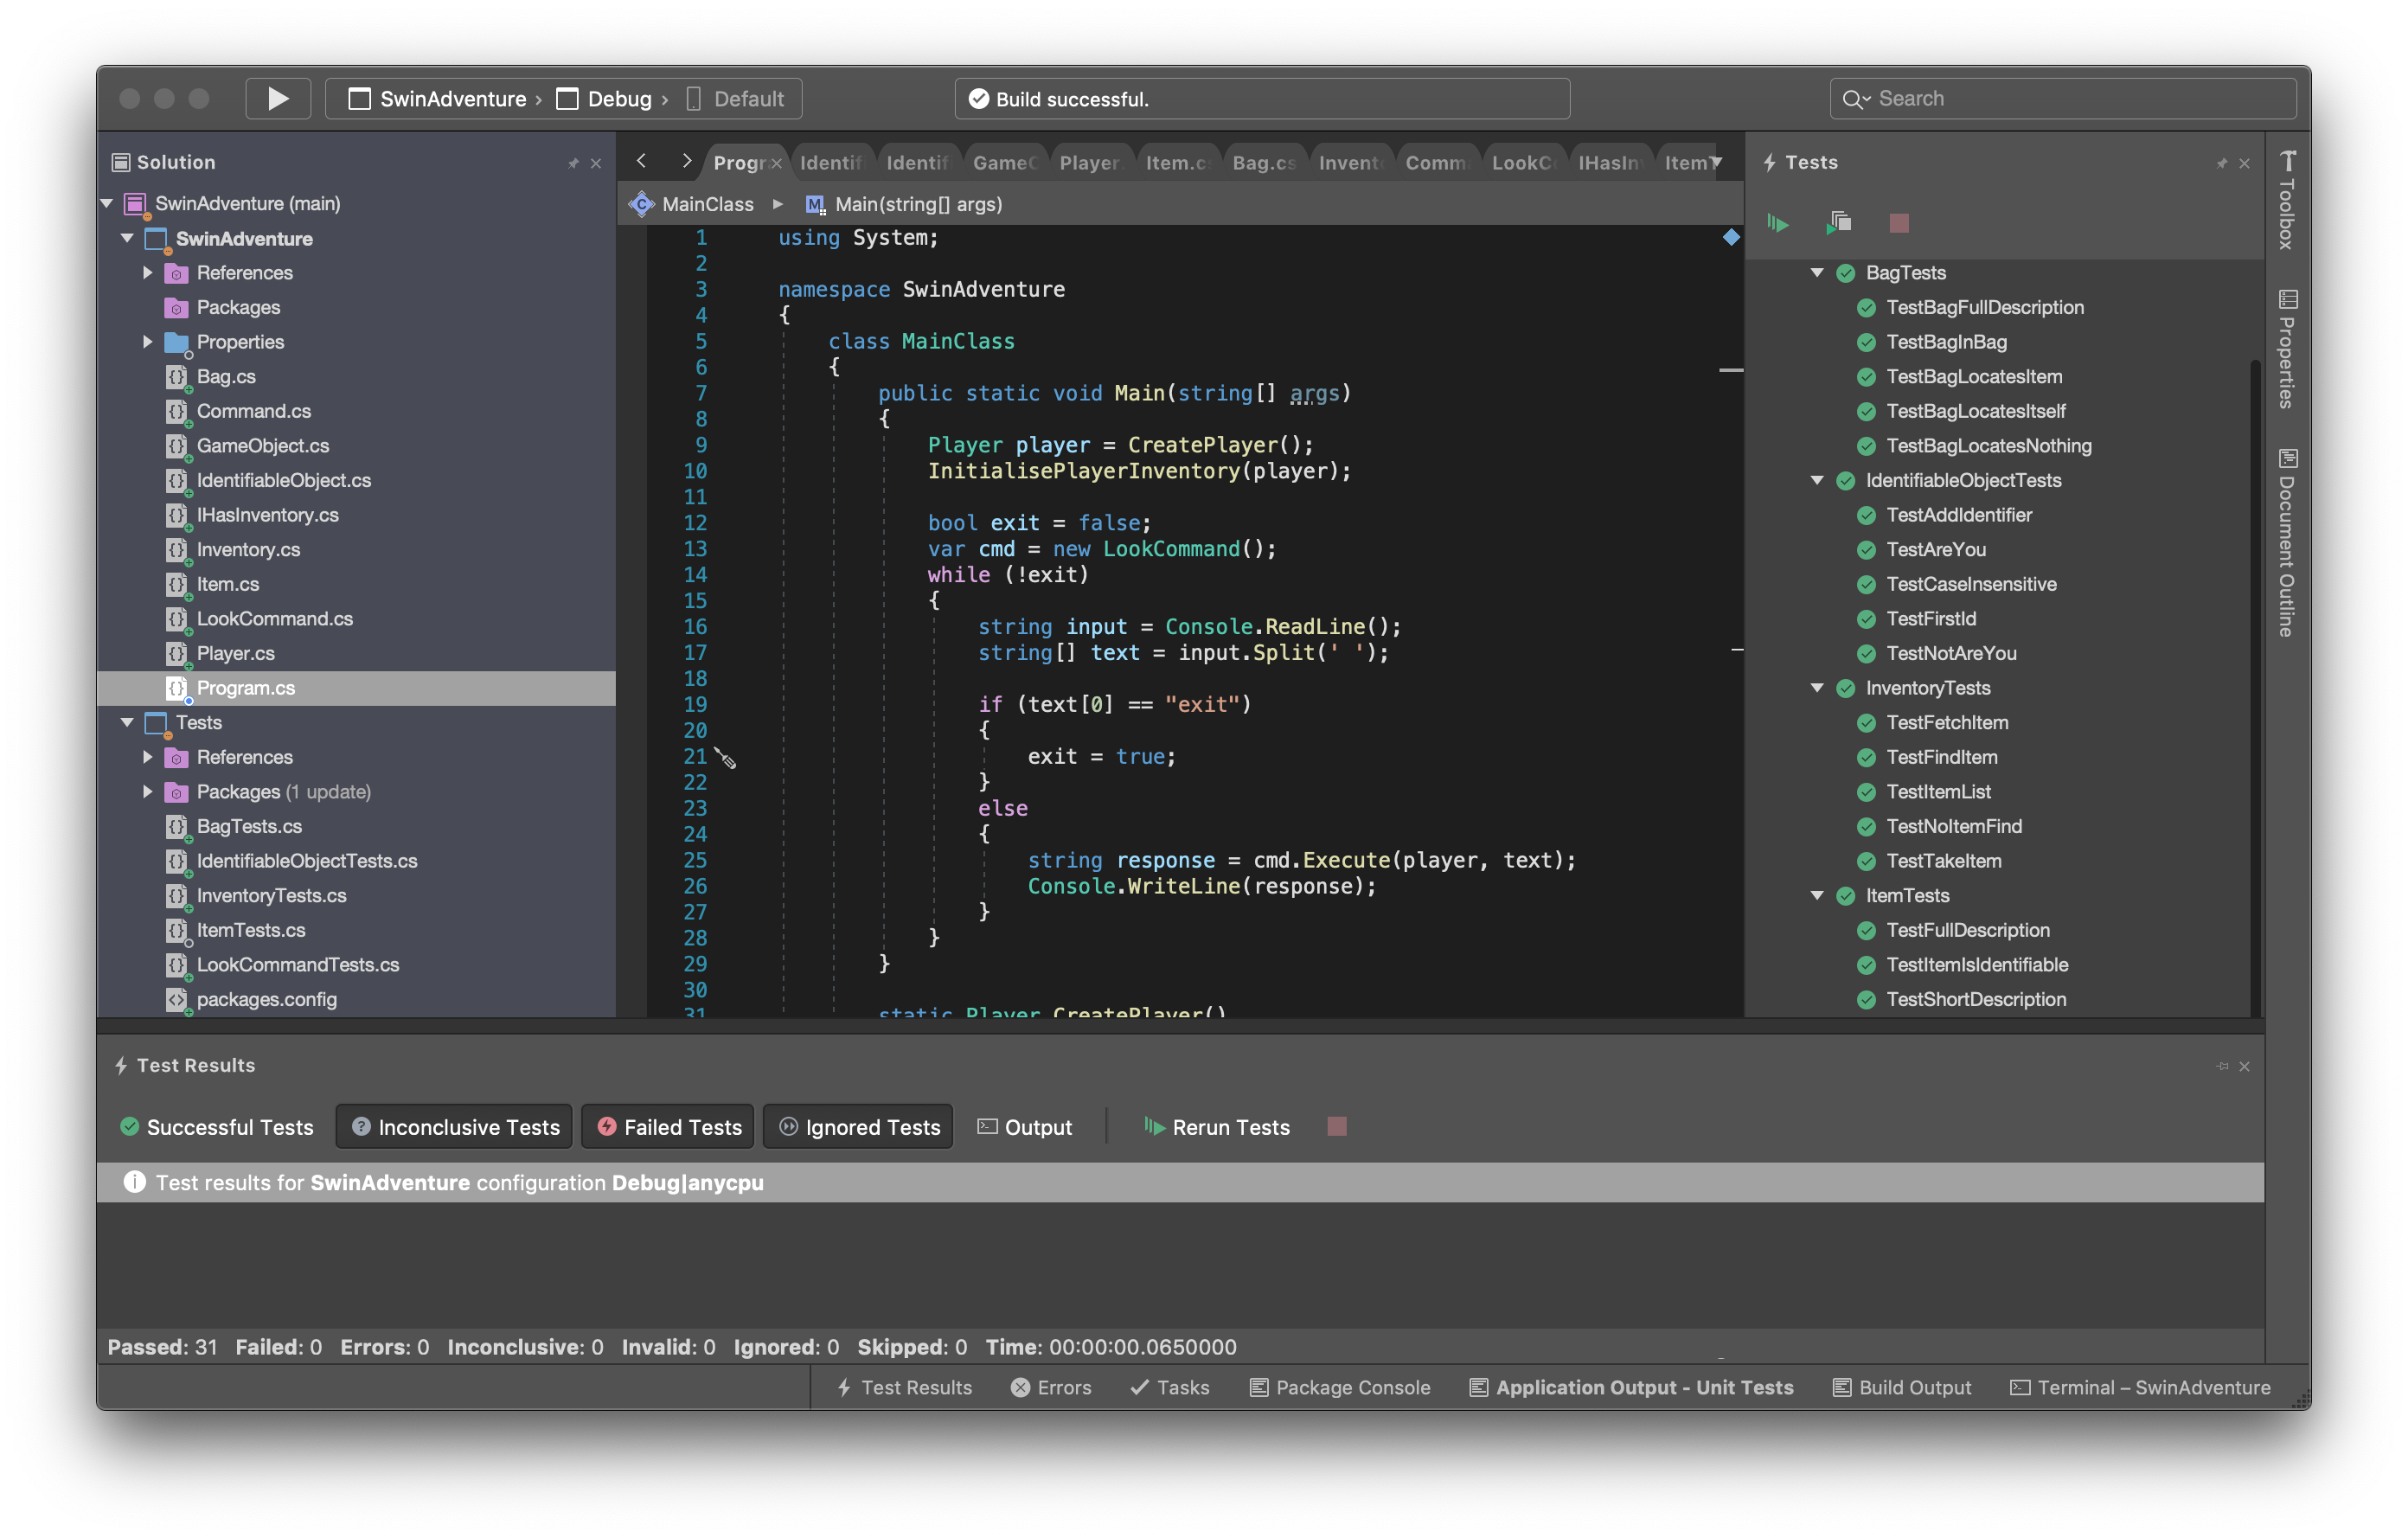 SwinAdventure › Debug › Default
Build successful.
Search
Solution
SwinAdventure (main)
SwinAdventure
References
Packages
Properties
Bag.cs
Command.cs
GameObject.cs
IdentifiableObject.cs
IHasInventory.cs
Inventory.cs
Item.cs
LookCommand.cs
Player.cs
Program.cs
Tests
References
Packages (1 update)
BagTests.cs
IdentifiableObjectTests.cs
InventoryTests.cs
ItemTests.cs
LookCommandTests.cs
packages.config
Progr Identif Identif GameC Player. Item.cs Bag.cs Invent Comm LookCo IHasIn ItemT
MainClass Main(string[] args)
1 using System;
2
3 namespace SwinAdventure
4 {
5 class MainClass
6 {
7 public static void Main(string[] args)
8 {
9 Player player = CreatePlayer();
10 InitialisePlayerInventory(player);
11
12 bool exit = false;
13 var cmd = new LookCommand();
14 while (!exit)
15 {
16 string input = Console.ReadLine();
17 string[] text = input.Split(' ');
18
19 if (text[0] == "exit")
20 {
21 exit = true;
22 }
23 else
24 {
25 string response = cmd.Execute(player, text);
26 Console.WriteLine(response);
27 }
28 }
29 }
30
31 static Player CreatePlayer()
Tests
BagTests
TestBagFullDescription
TestBagInBag
TestBagLocatesItem
TestBagLocatesItself
TestBagLocatesNothing
IdentifiableObjectTests
TestAddIdentifier
TestAreYou
TestCaseInsensitive
TestFirstId
TestNotAreYou
InventoryTests
TestFetchItem
TestFindItem
TestItemList
TestNoItemFind
TestTakeItem
ItemTests
TestFullDescription
TestItemIsIdentifiable
TestShortDescription
Toolbox
Properties
Document Outline
Test Results
Successful Tests Inconclusive Tests Failed Tests Ignored Tests Output Rerun Tests
Test results for SwinAdventure configuration Debug|anycpu
Passed: 31 Failed: 0 Errors: 0 Inconclusive: 0 Invalid: 0 Ignored: 0 Skipped: 0 Time: 00:00:00.0650000
Test Results Errors Tasks Package Console Application Output - Unit Tests Build Output Terminal – SwinAdventure